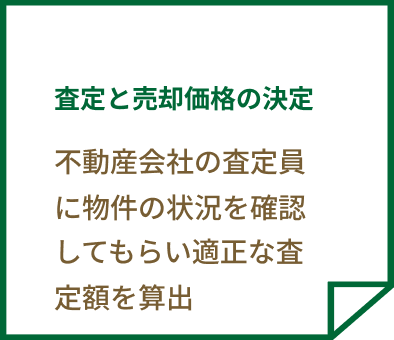 査定と売却価格の決定
不動産会社の査定員
に物件の状況を確認
してもらい適正な査
定額を算出